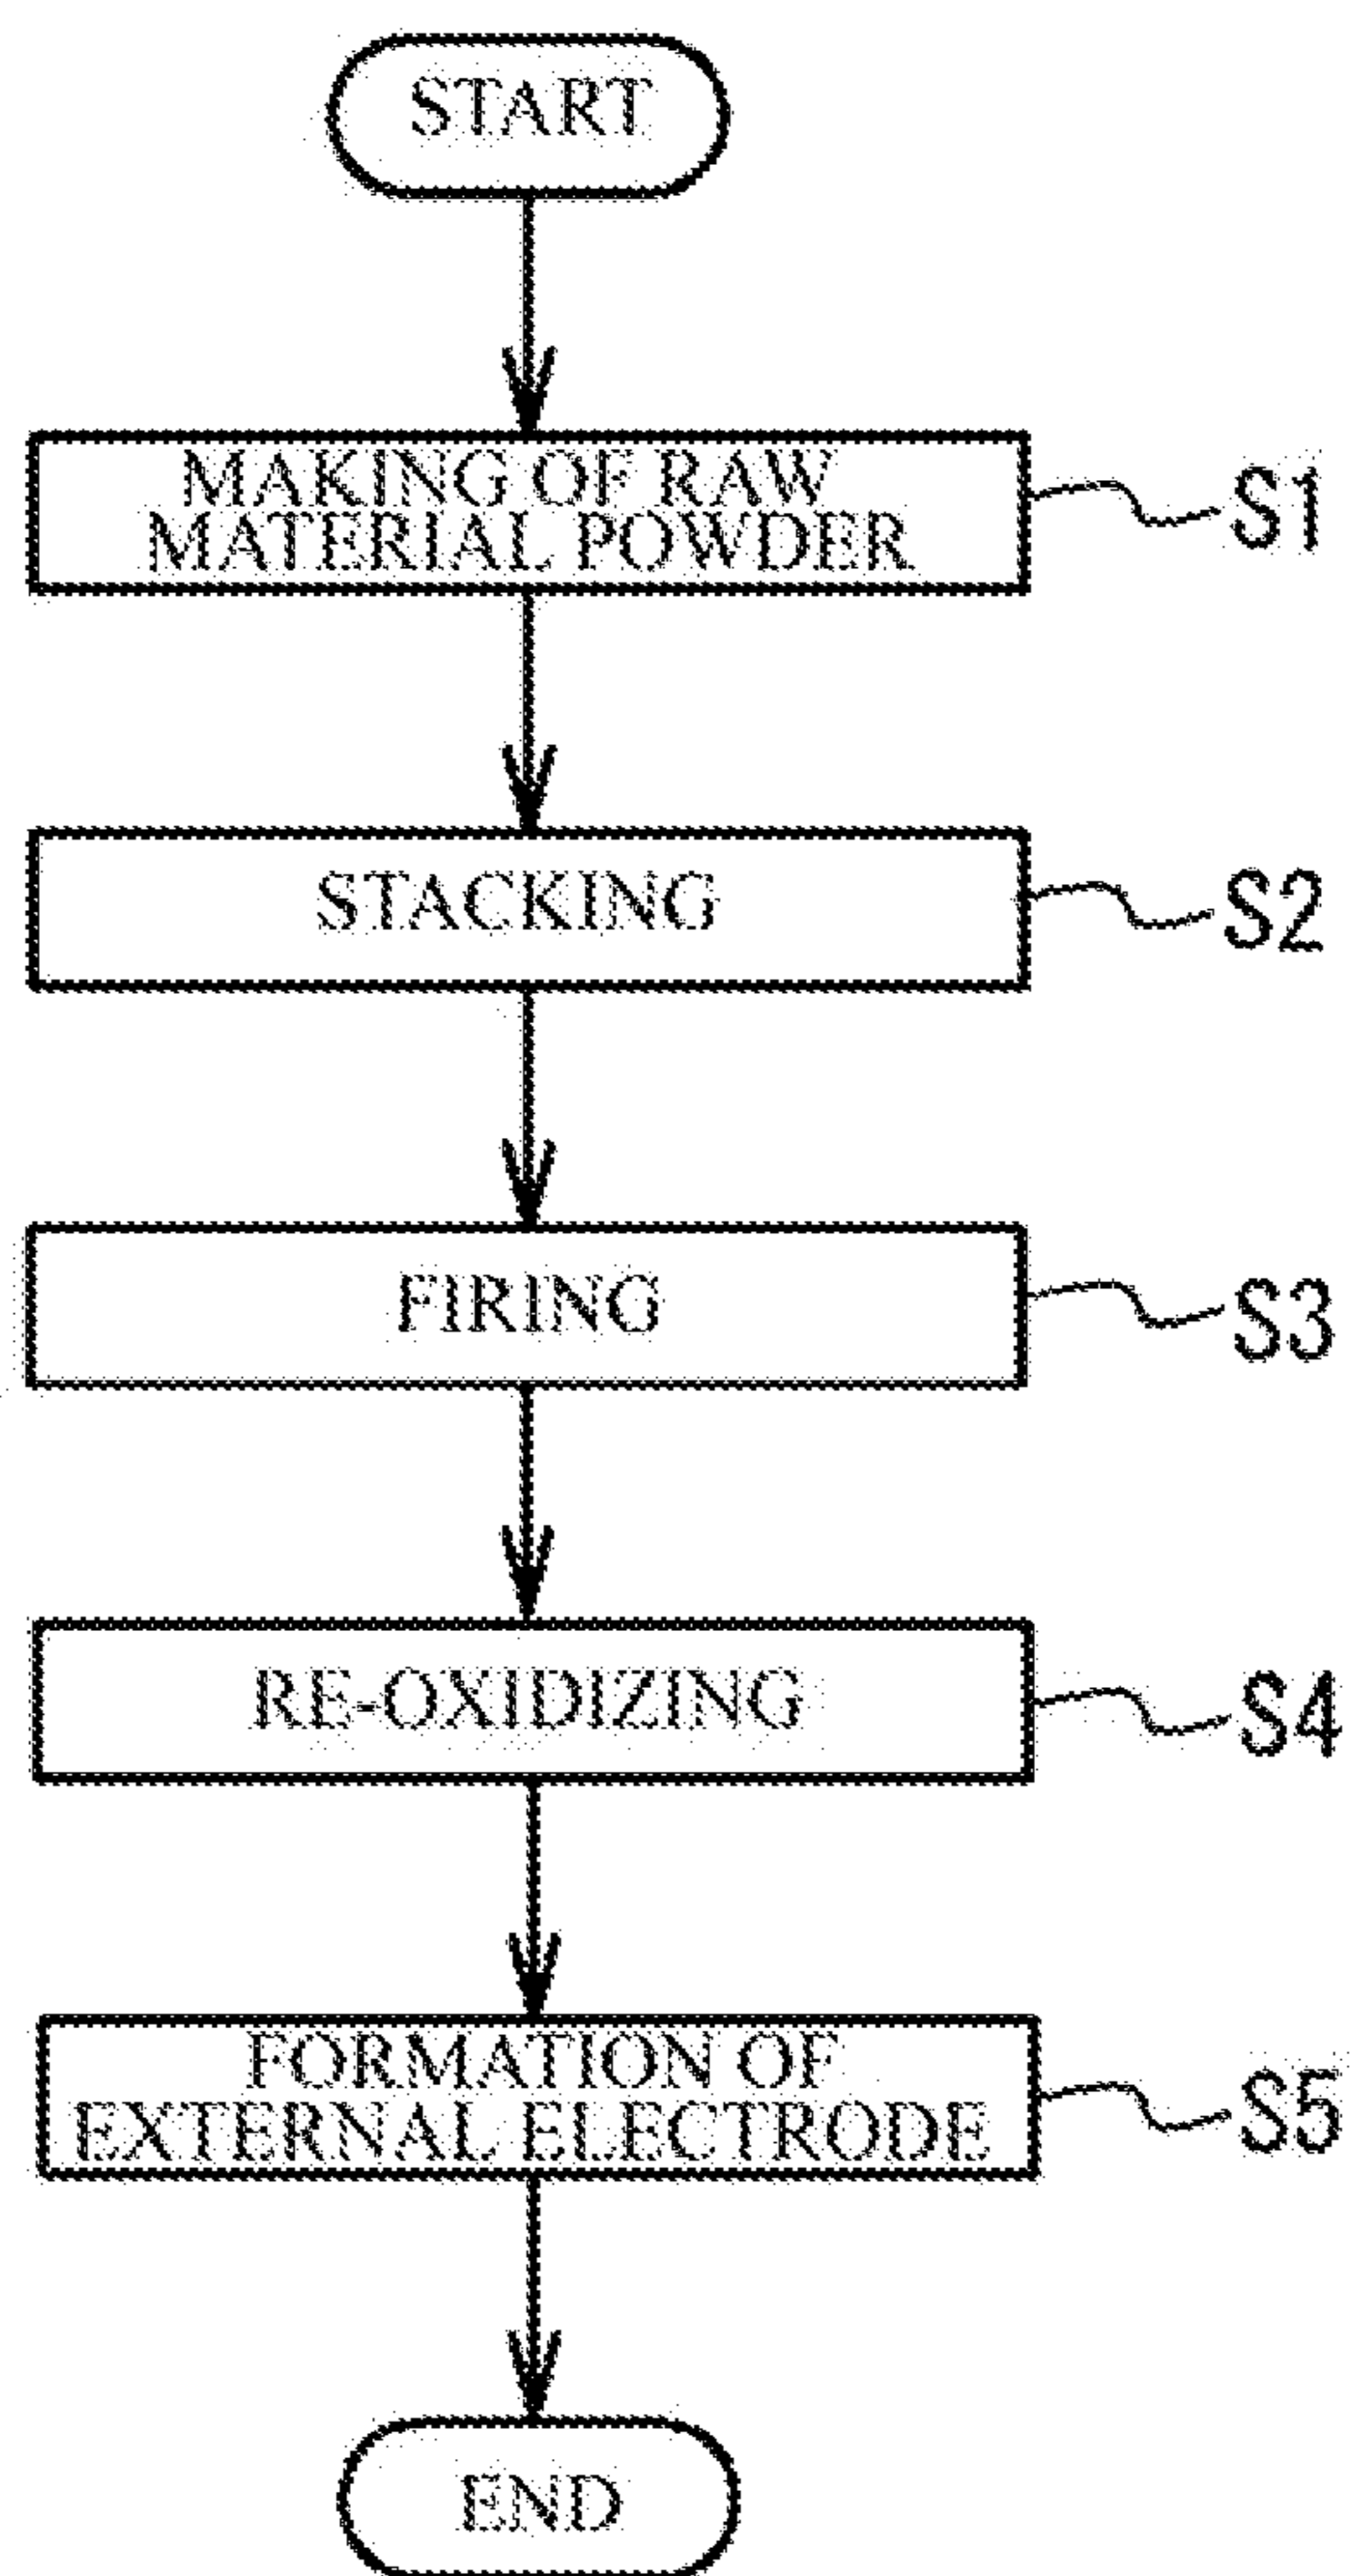 START
MAKING OF RAW
MATERIAL POWDER
S1
STACKING
S2
FIRING
S3
RE-OXIDIZING
S4
FORMATION OF
EXTERNAL ELECTRODE
S5
END